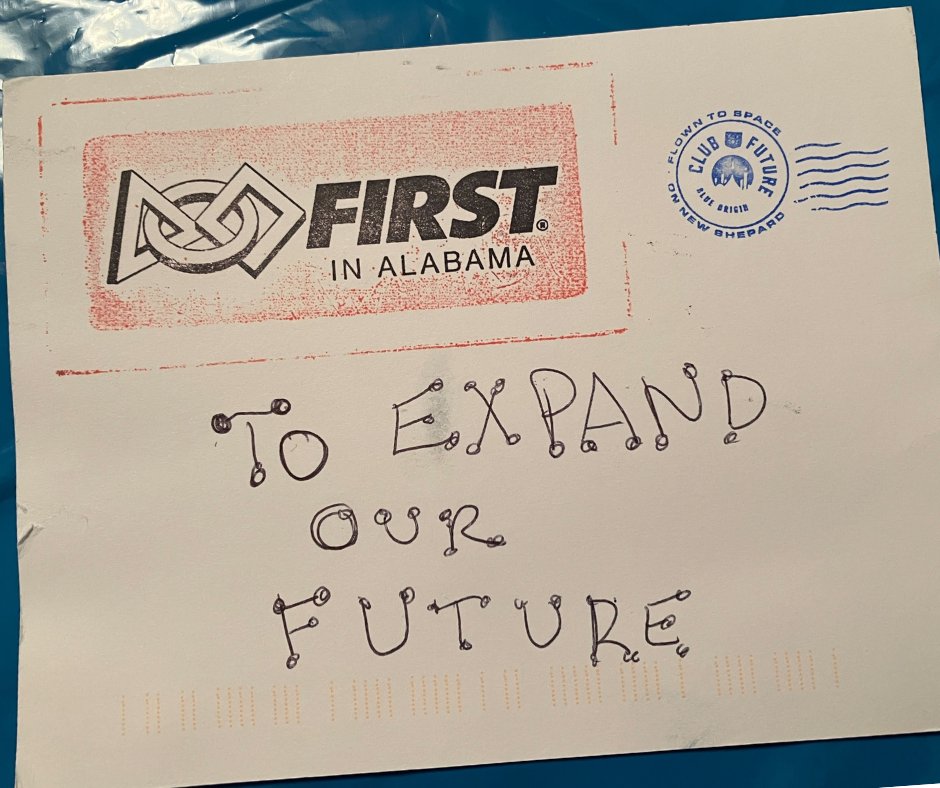 FIRST®
IN ALABAMA
FLOWN TO SPACE
CLUB FUTURE
BLUE ORIGIN
ON NEW SHEPARD
TO EXPAND
OUR
FUTURE